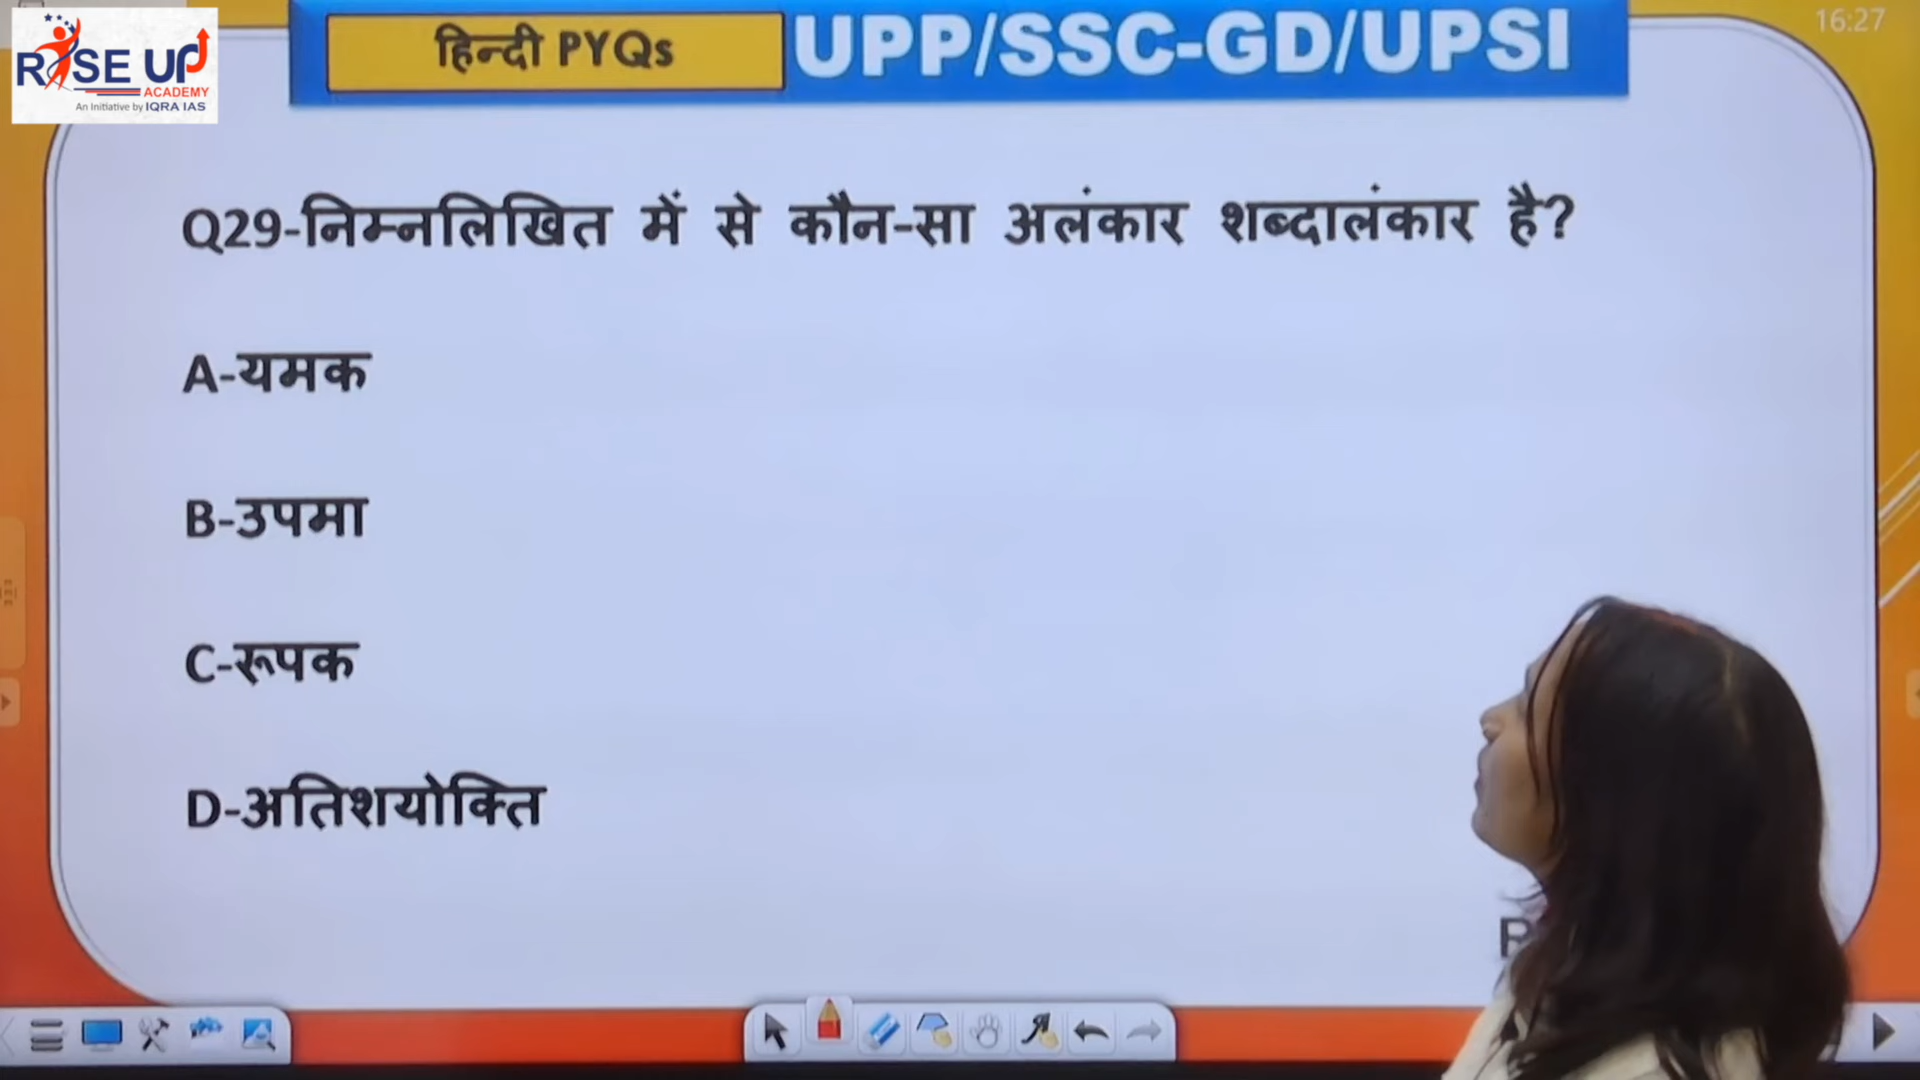 RISE UP
ACADEMY
An Initiative by IQRA IAS
हिन्दी PYQs
UPP/SSC-GD/UPSI
16:27
Q29-निम्नलिखित में से कौन-सा अलंकार शब्दालंकार है?
A-यमक
B-उपमा
C-रूपक
D-अतिशयोक्ति